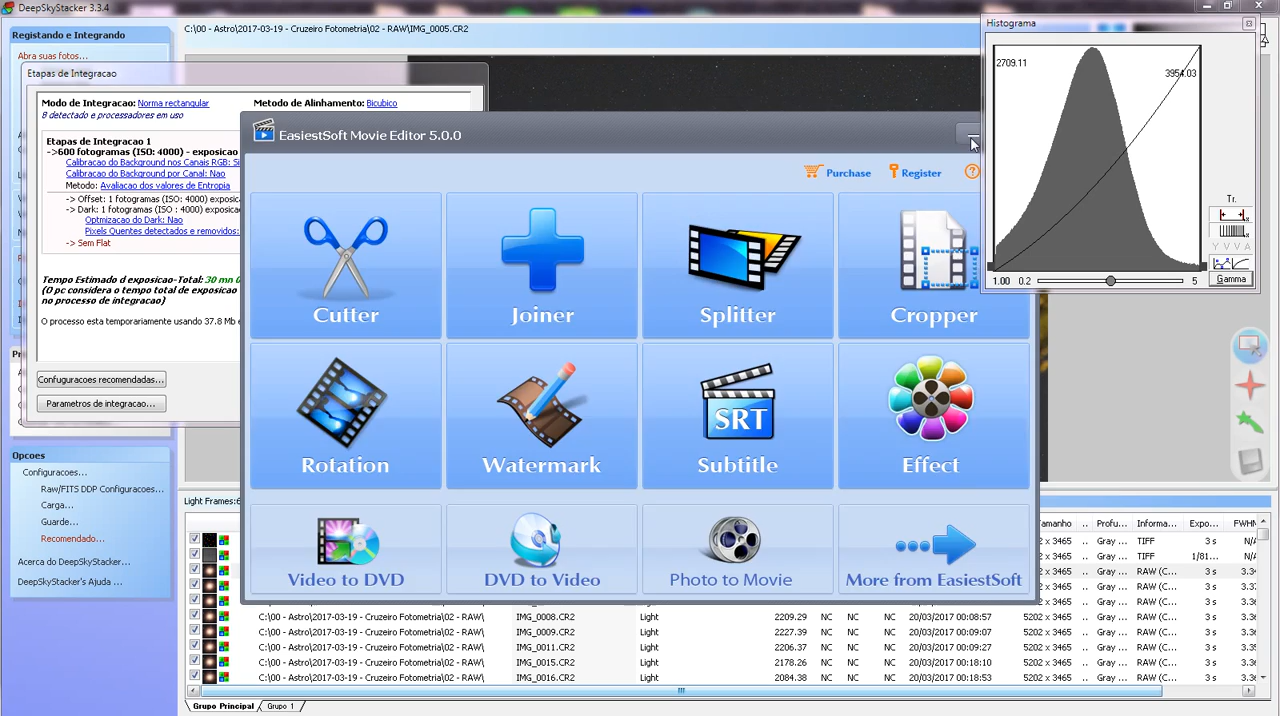 DeepSkyStacker 3.3.4
Registando e Integrando
Abra suas fotos...
C:\00 - Astro\2017-03-19 - Cruzeiro Fotometria\02 - RAW\IMG_0005.CR2
Etapas de Integracao
Modo de Integracao: Norma rectangular
Metodo de Alinhamento: Bicubico
8 detectado e processadores em uso
Etapas de Integracao 1
->600 fotogramas (ISO: 4000) - exposicao
Calibracao do Background nos Canais RGB: Si
Calibracao do Background por Canal: Nao
Metodo: Avaliacao dos valores de Entropia
-> Offset: 1 fotogramas (ISO: 4000) exposic
-> Dark: 1 fotogramas (ISO : 4000) exposica
Optmizacao do Dark: Nao
Pixels Quentes detectados e removidos:
-> Sem Flat
Tempo Estimado d exposicao-Total: 30 mn 0
(Upc considera o tempo total de exposicao
no processo de integracao)
O processo esta temporariamente usando 37.8 Mb e
Confuguracoes recomendadas...
Parametros de integracao...
EasiestSoft Movie Editor 5.0.0
Purchase
Register
Cutter
Joiner
Splitter
Cropper
Rotation
Watermark
SRT
Subtitle
Effect
Video to DVD
DVD to Video
Photo to Movie
More from EasiestSoft
Histograma
2709.11
3954.03
Tr.
Y V V A
Gamma
1.00 0.2
5
Opcoes
Configuracoes...
Raw/FITS DDP Configuracoes...
Carga...
Guarde...
Recomendado...
Acerca do DeepSkyStacker...
DeepSkyStacker's Ajuda ...
Light Frames:6
Tamanho .. Profu... Informa... Expo... FWHM
5202 x 3465 .. Gray ... TIFF 3 s N/A
5202 x 3465 .. Gray ... TIFF 1/81... N/A
5202 x 3465 .. Gray ... RAW (C... 3 s 3.34
C:\00 - Astro\2017-03-19 - Cruzeiro Fotometria\02 - RAW\ IMG_0008.CR2 Light 2209.29 NC NC NC 20/03/2017 00:08:57 5202 x 3465 .. Gray ... RAW (C... 3 s 3.36
C:\00 - Astro\2017-03-19 - Cruzeiro Fotometria\02 - RAW\ IMG_0009.CR2 Light 2227.39 NC NC NC 20/03/2017 00:09:07 5202 x 3465 .. Gray ... RAW (C... 3 s
C:\00 - Astro\2017-03-19 - Cruzeiro Fotometria\02 - RAW\ IMG_0011.CR2 Light 2206.37 NC NC NC 20/03/2017 00:09:27 5202 x 3465 .. Gray ... RAW (C... 3 s
C:\00 - Astro\2017-03-19 - Cruzeiro Fotometria\02 - RAW\ IMG_0015.CR2 Light 2178.26 NC NC NC 20/03/2017 00:18:10 5202 x 3465 .. Gray ... RAW (C... 3 s
C:\00 - Astro\2017-03-19 - Cruzeiro Fotometria\02 - RAW\ IMG_0016.CR2 Light 2084.38 NC NC NC 20/03/2017 00:18:53 5202 x 3465 .. Gray ... RAW (C... 3 s 3.36
Grupo Principal Grupo 1